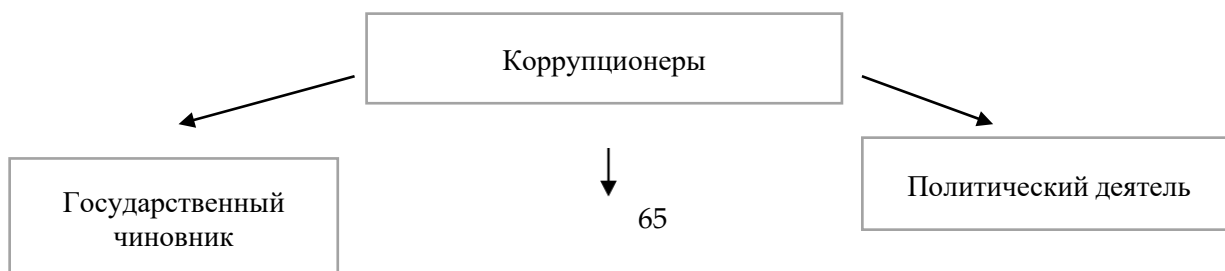 Коррупционеры
Политический деятель
Государственный
чиновник
65